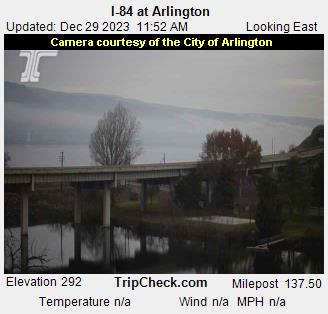 I-84 at Arlington
Updated: Dec 29 2023 11:52 AM Looking East
Camera courtesy of the City of Arlington
Elevation 292 TripCheck.com Milepost 137.50
Temperature n/a Wind n/a MPH n/a